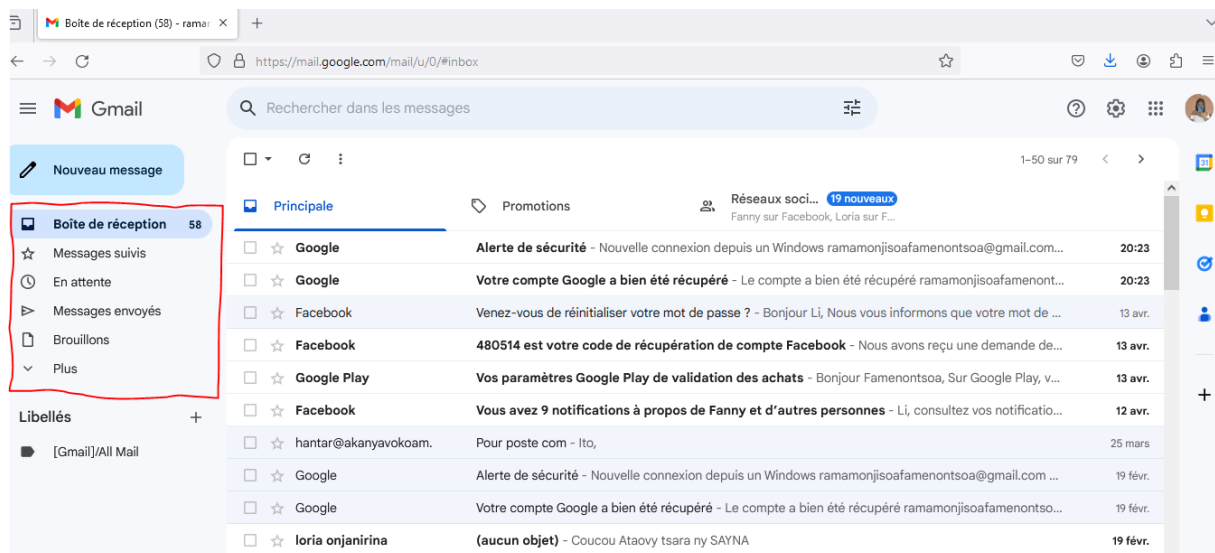 Boîte de réception (58) - ramar
https://mail.google.com/mail/u/0/#inbox
Gmail
Rechercher dans les messages
Nouveau message
1–50 sur 79
Boîte de réception 58
Messages suivis
En attente
Messages envoyés
Brouillons
Plus
Libellés
[Gmail]/All Mail
Principale
Promotions
Réseaux soci... 19 nouveaux
Fanny sur Facebook, Loria sur F...
Google Alerte de sécurité - Nouvelle connexion depuis un Windows ramamonjisoafamenontsoa@gmail.com... 20:23
Google Votre compte Google a bien été récupéré - Le compte a bien été récupéré ramamonjisoafamenont... 20:23
Facebook Venez-vous de réinitialiser votre mot de passe ? - Bonjour Li, Nous vous informons que votre mot de ... 13 avr.
Facebook 480514 est votre code de récupération de compte Facebook - Nous avons reçu une demande de... 13 avr.
Google Play Vos paramètres Google Play de validation des achats - Bonjour Famenontsoa, Sur Google Play, v... 13 avr.
Facebook Vous avez 9 notifications à propos de Fanny et d'autres personnes - Li, consultez vos notificatio... 12 avr.
hantar@akanyavokoam. Pour poste com - Ito, 25 mars
Google Alerte de sécurité - Nouvelle connexion depuis un Windows ramamonjisoafamenontsoa@gmail.com ... 19 févr.
Google Votre compte Google a bien été récupéré - Le compte a bien été récupéré ramamonjisoafamenontso... 19 févr.
loria onjanirina (aucun objet) - Coucou Ataovy tsara ny SAYNA 19 févr.
31